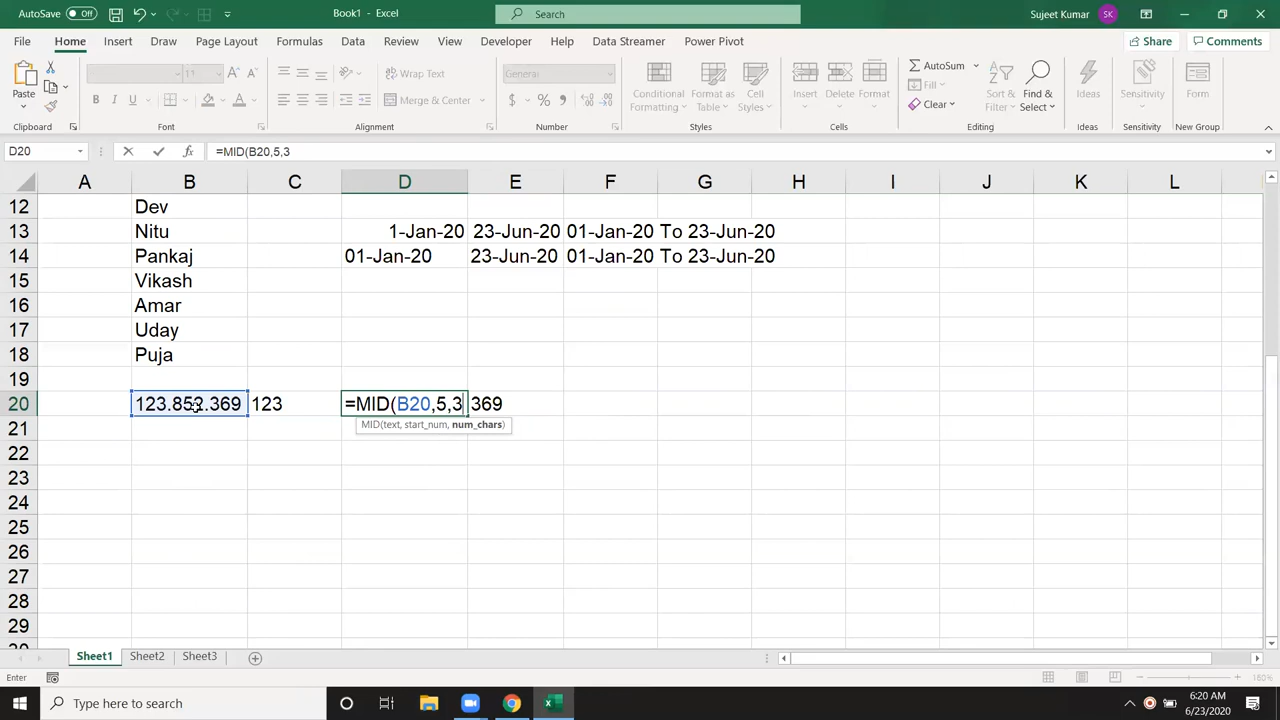 AutoSave Off Book1 - Excel Search Sujeet Kumar SK
File Home Insert Draw Page Layout Formulas Data Review View Developer Help Data Streamer Power Pivot Share Comments
Paste 11 A A ab Wrap Text General AutoSum
Fill
B I U A Merge & Center $ % Conditional Formatting Format as Table Cell Styles Insert Delete Format Clear Sort & Filter Find & Select Ideas Sensitivity Form
Clipboard Font Alignment Number Styles Cells Editing Ideas Sensitivity New Group
D20 fx =MID(B20,5,3
A B C D E F G H I J K L
12 Dev
13 Nitu 1-Jan-20 23-Jun-20 01-Jan-20 To 23-Jun-20
14 Pankaj 01-Jan-20 23-Jun-20 01-Jan-20 To 23-Jun-20
15 Vikash
16 Amar
17 Uday
18 Puja
19
20 123.852.369 123 =MID(B20,5,3 369
21 MID(text, start_num, num_chars)
22
23
24
25
26
27
28
29
Sheet1 Sheet2 Sheet3
Enter 180%
Type here to search 6:20 AM
6/23/2020